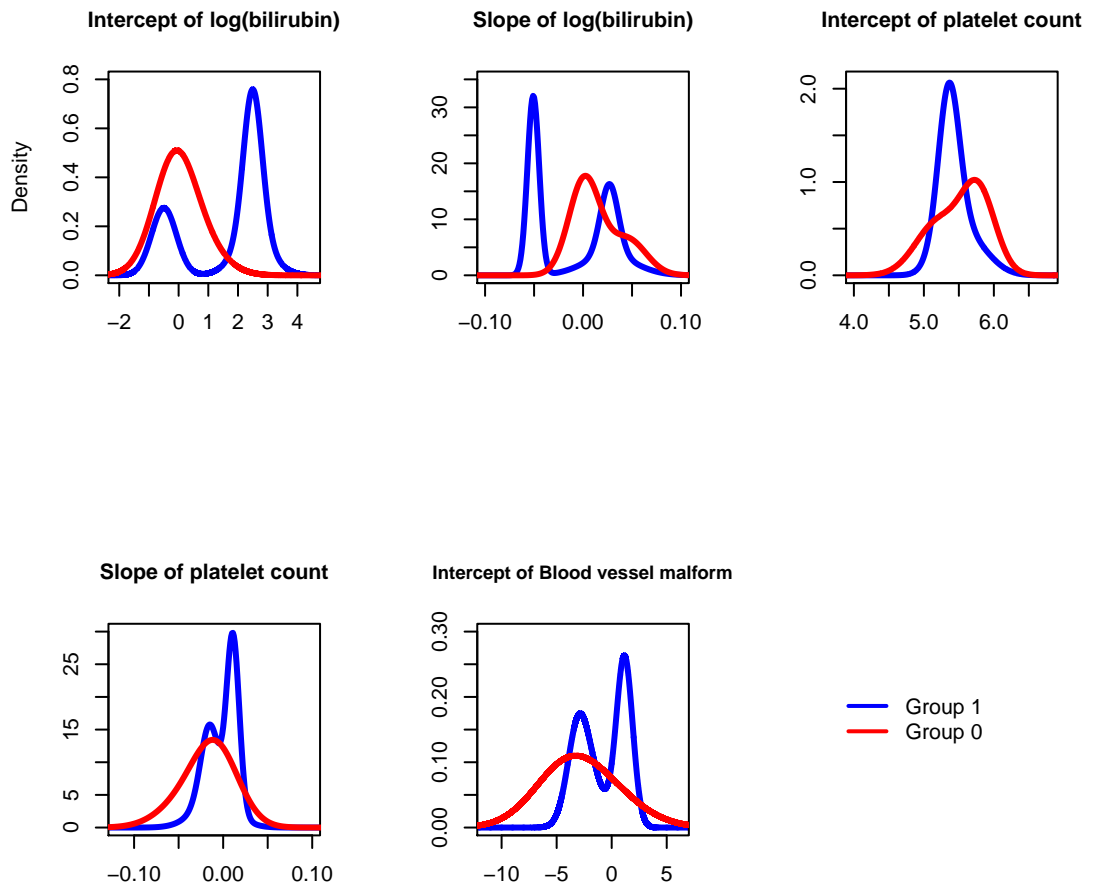 Intercept of log(bilirubin)
Slope of log(bilirubin)
Intercept of platelet count
Density
0.0 0.2 0.4 0.6 0.8
−2 0 1 2 3 4
0 10 20 30
−0.10 0.00 0.10
0.0 1.0 2.0
4.0 5.0 6.0
Slope of platelet count
Intercept of Blood vessel malform
0 5 15 25
−0.10 0.00 0.10
0.00 0.10 0.20 0.30
−10 −5 0 5
Group 1
Group 0